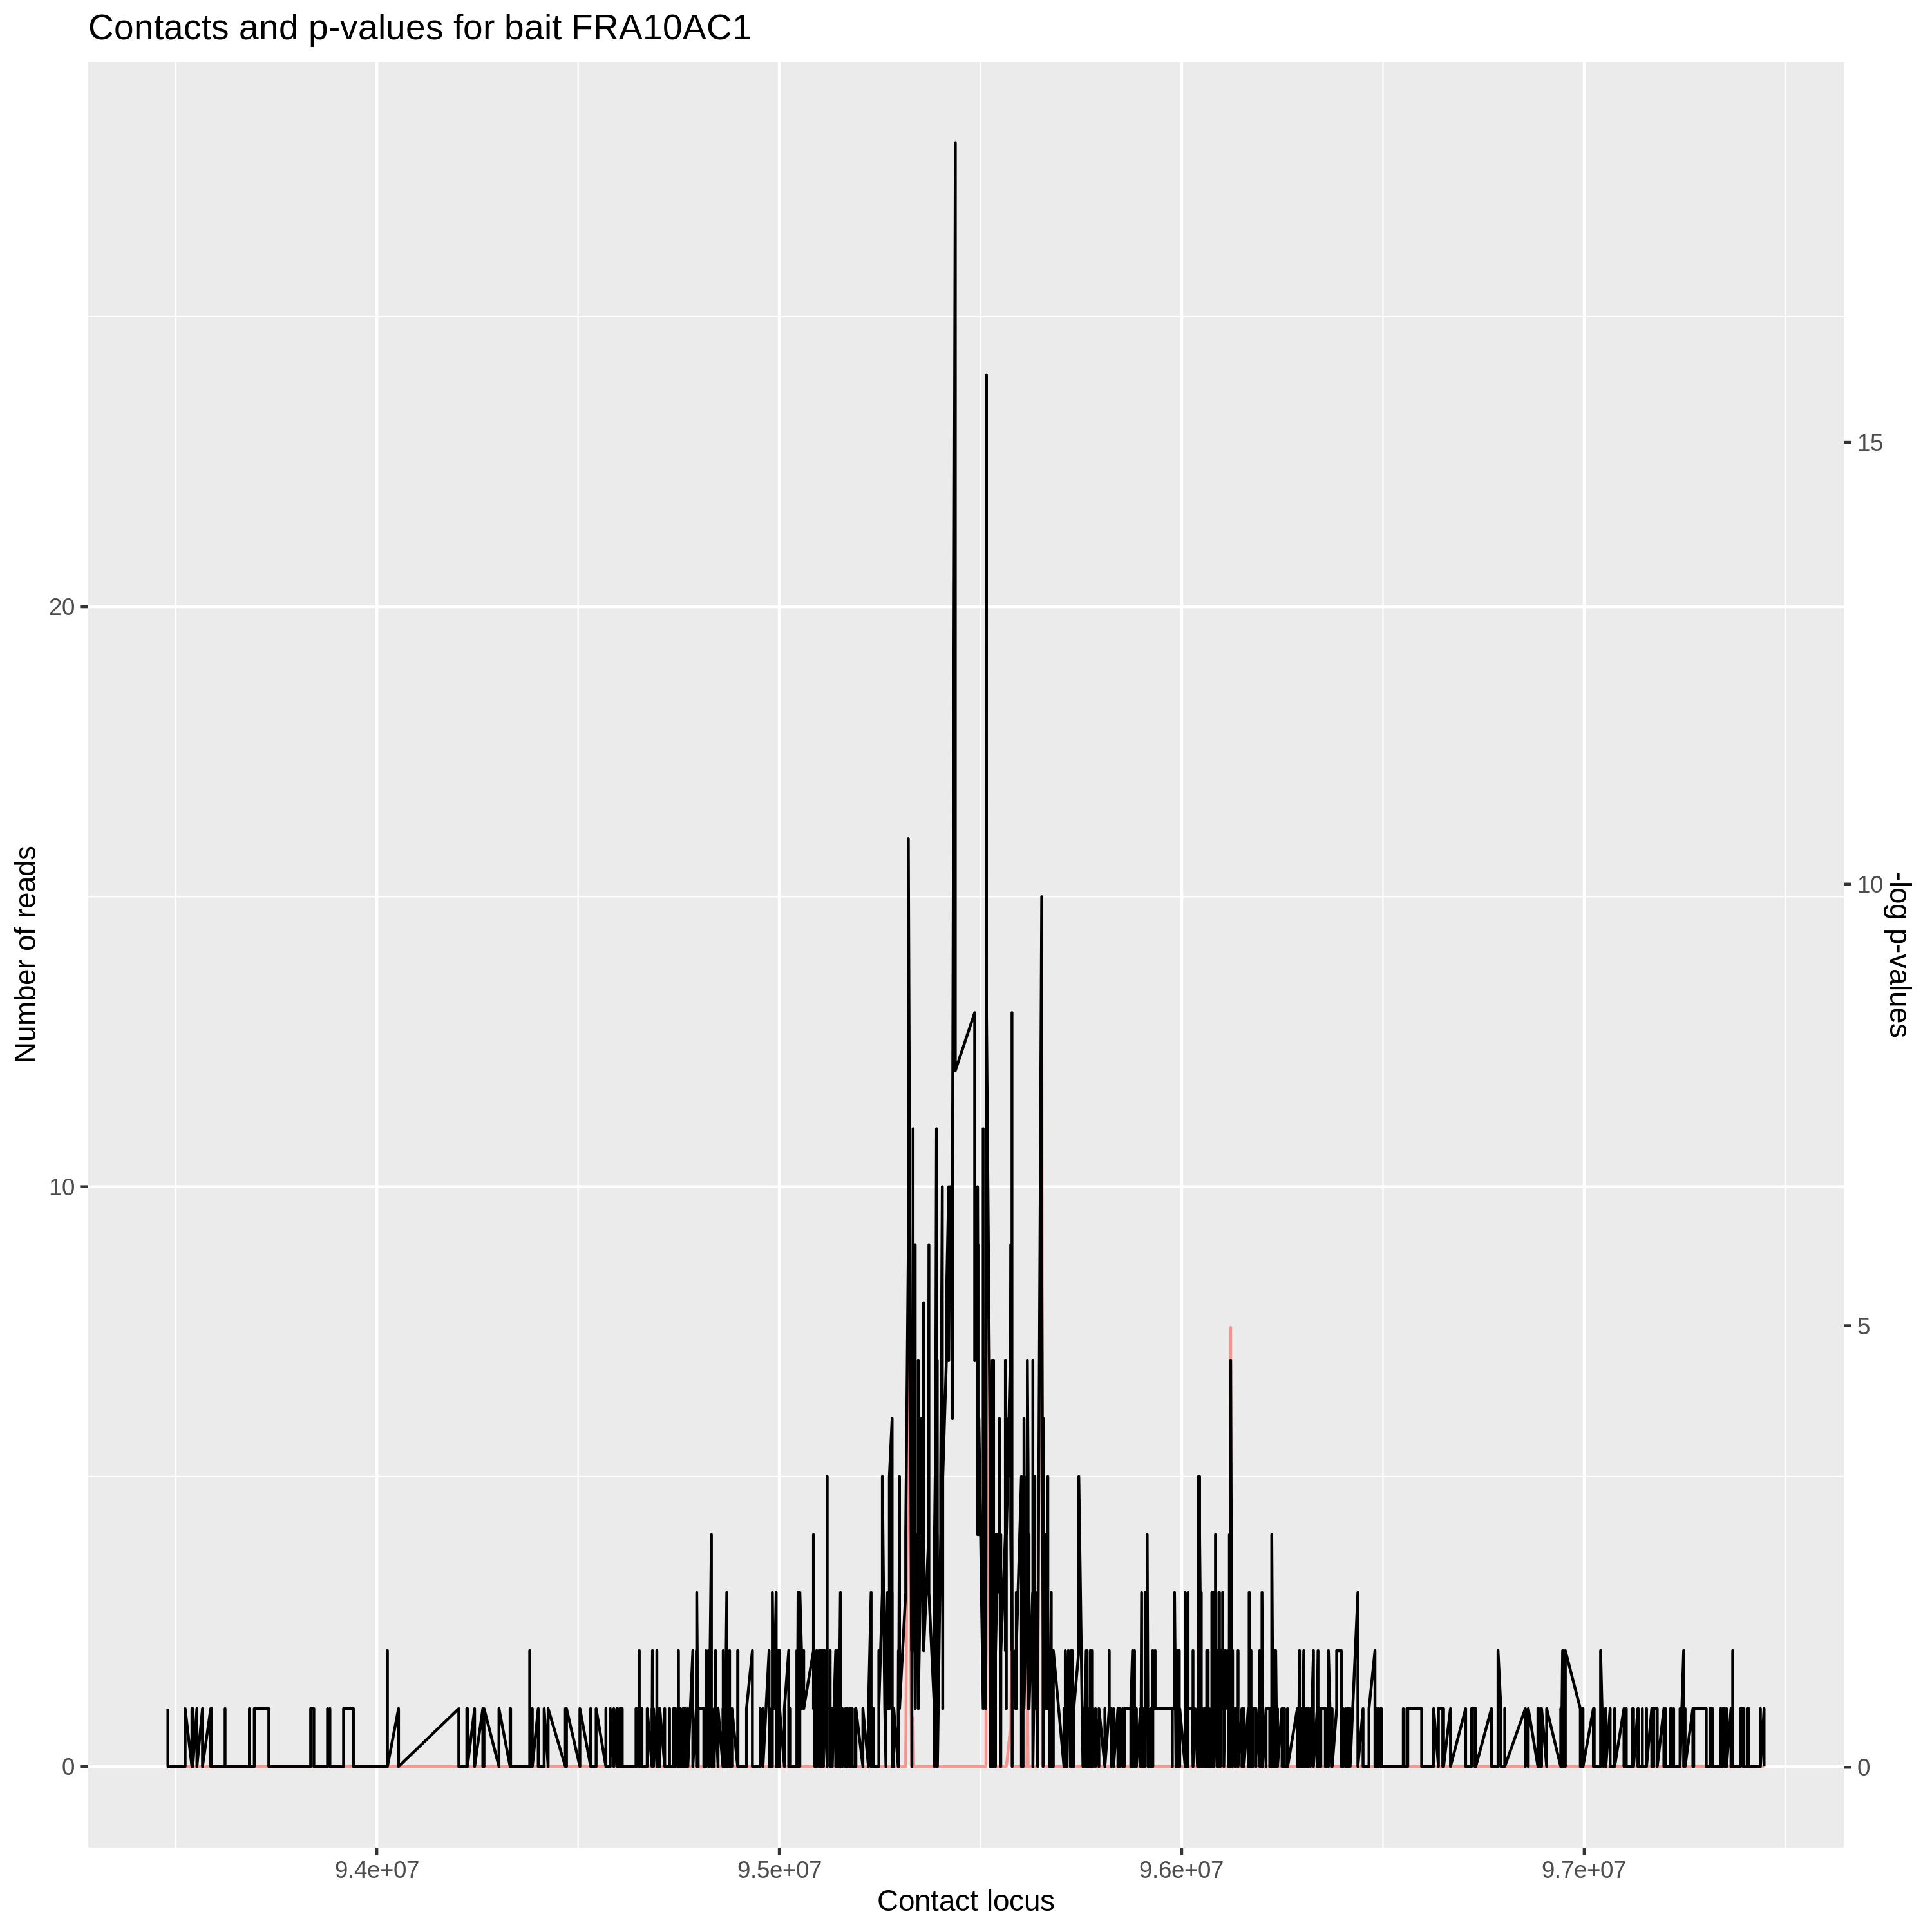 Contacts and p-values for bait FRA10AC1
Number of reads
20
10
0
15
10
5
0
-log p-values
9.4e+07
9.5e+07
9.6e+07
9.7e+07
Contact locus